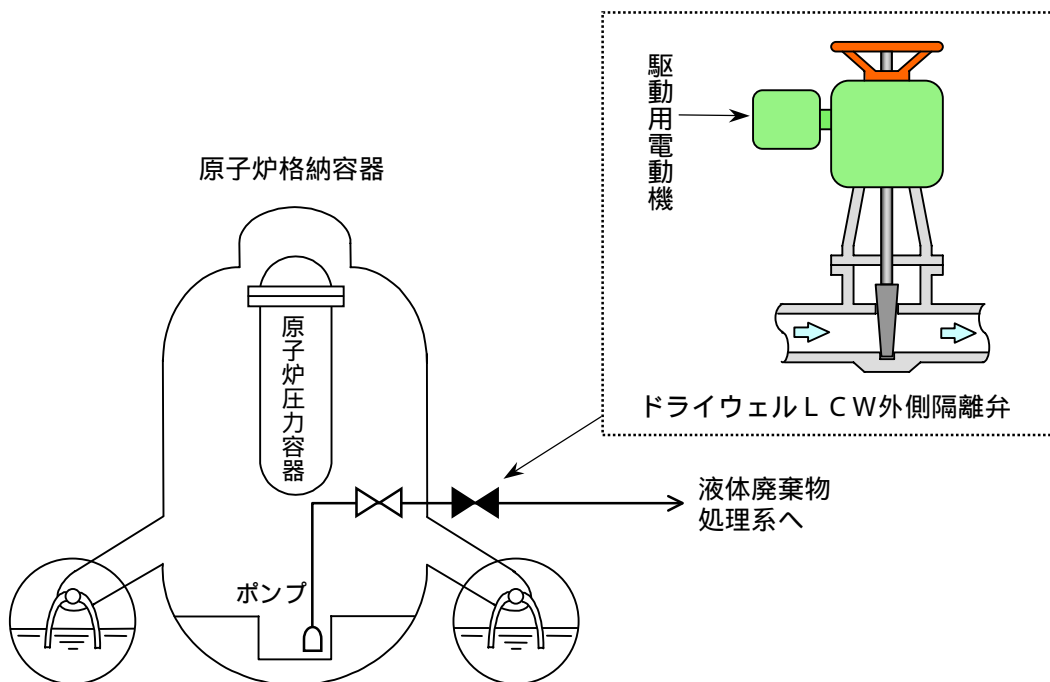 駆動用電動機
原子炉格納容器
原子炉圧力容器
ドライウェルＬＣＷ外側隔離弁
液体廃棄物
処理系へ
ポンプ